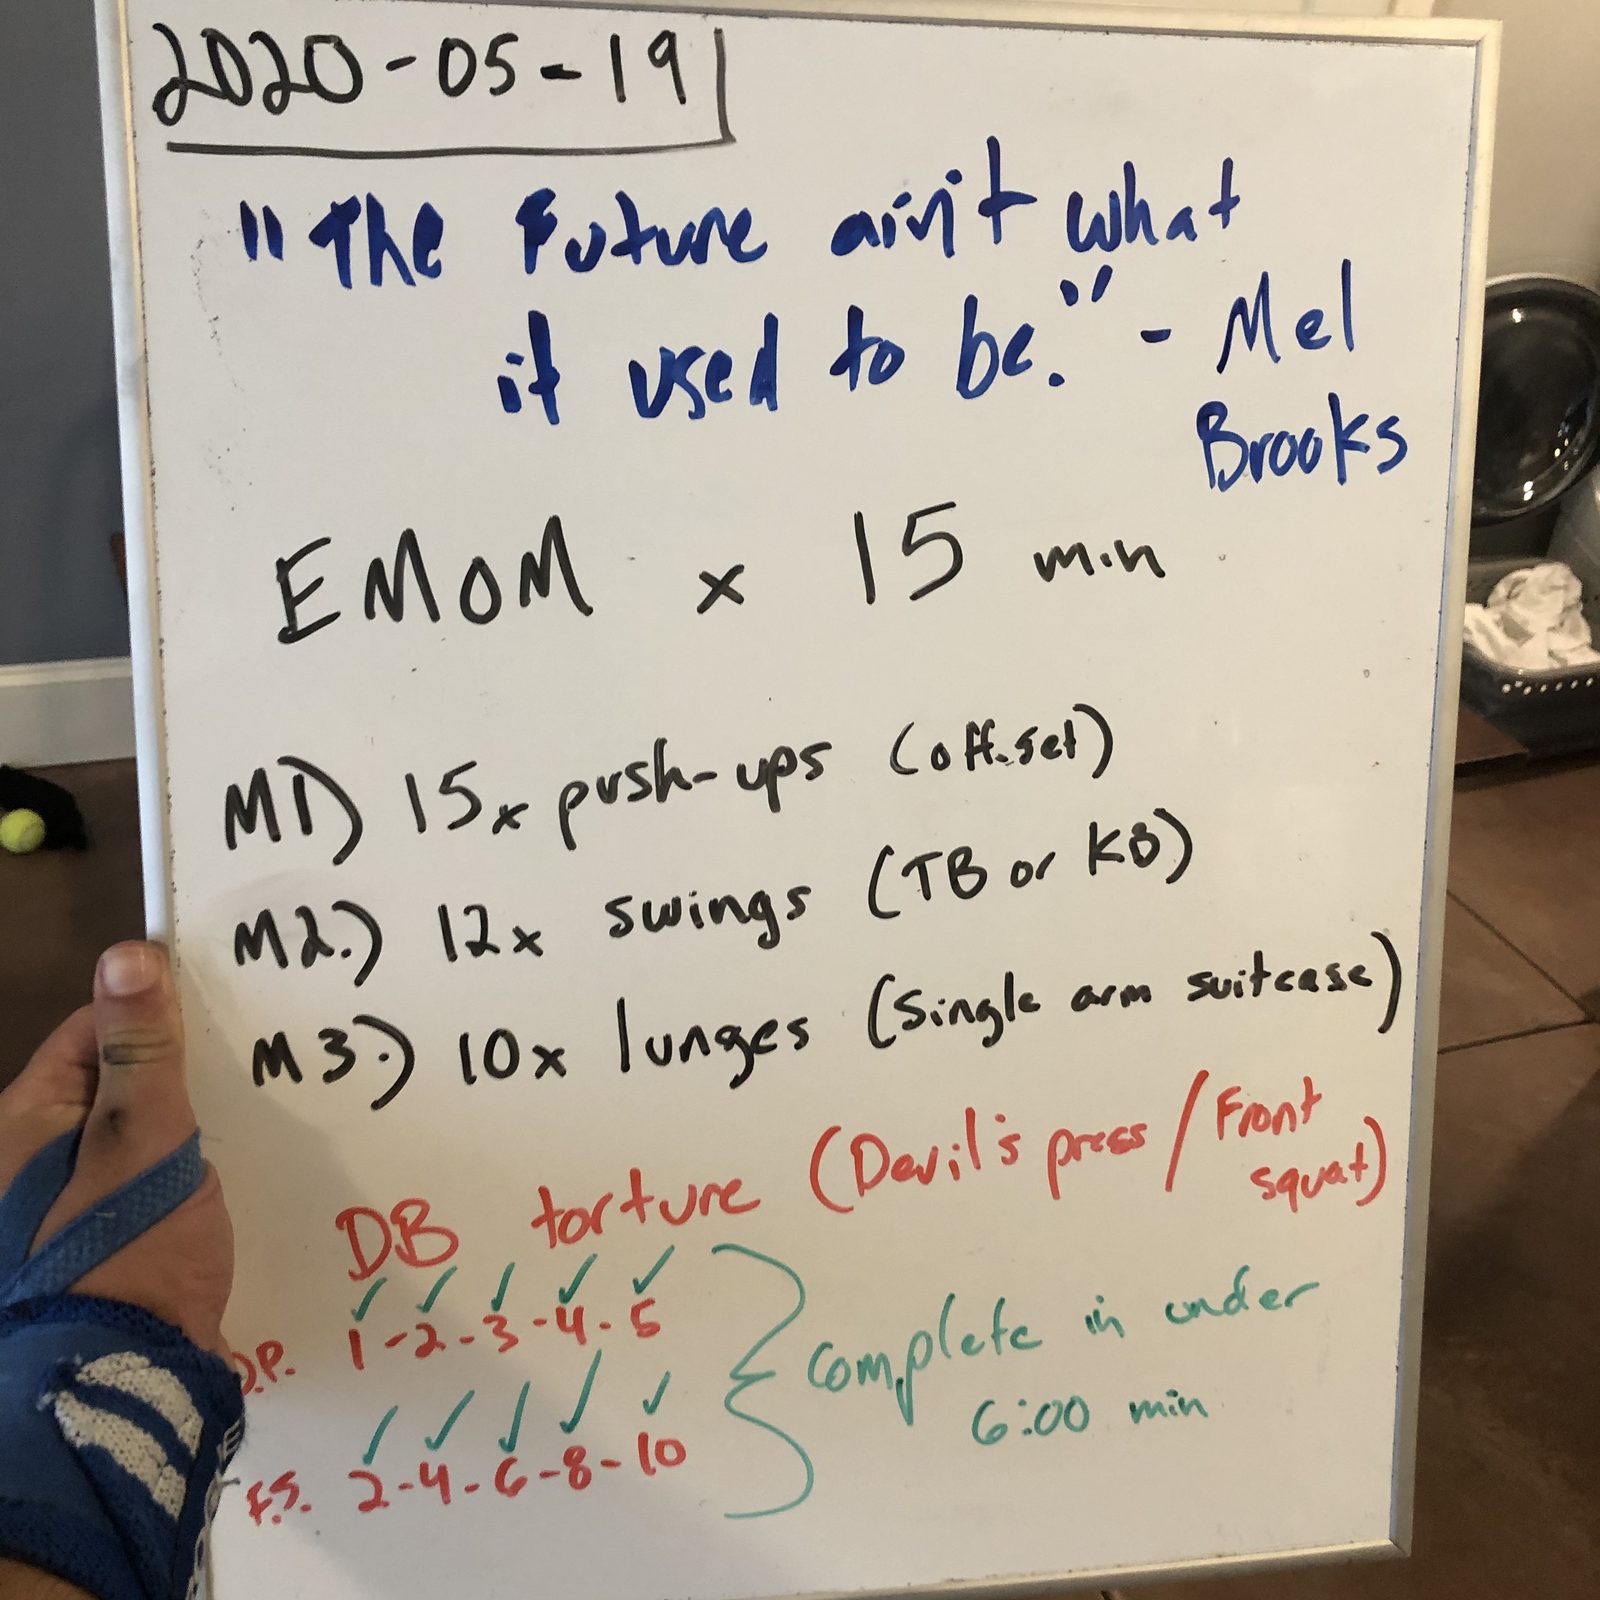 2020-05-19
"The Future ain't what
it used to be." - Mel
Brooks
EMOM x 15 min
M1) 15x push-ups (off-set)
M2.) 12x swings (TB or KB)
M3.) 10x lunges (single arm suitcase)
DB torture (Devil's press / Front
squat)
D.P. 1-2-3-4-5
F.S. 2-4-6-8-10
Complete in under
6:00 min